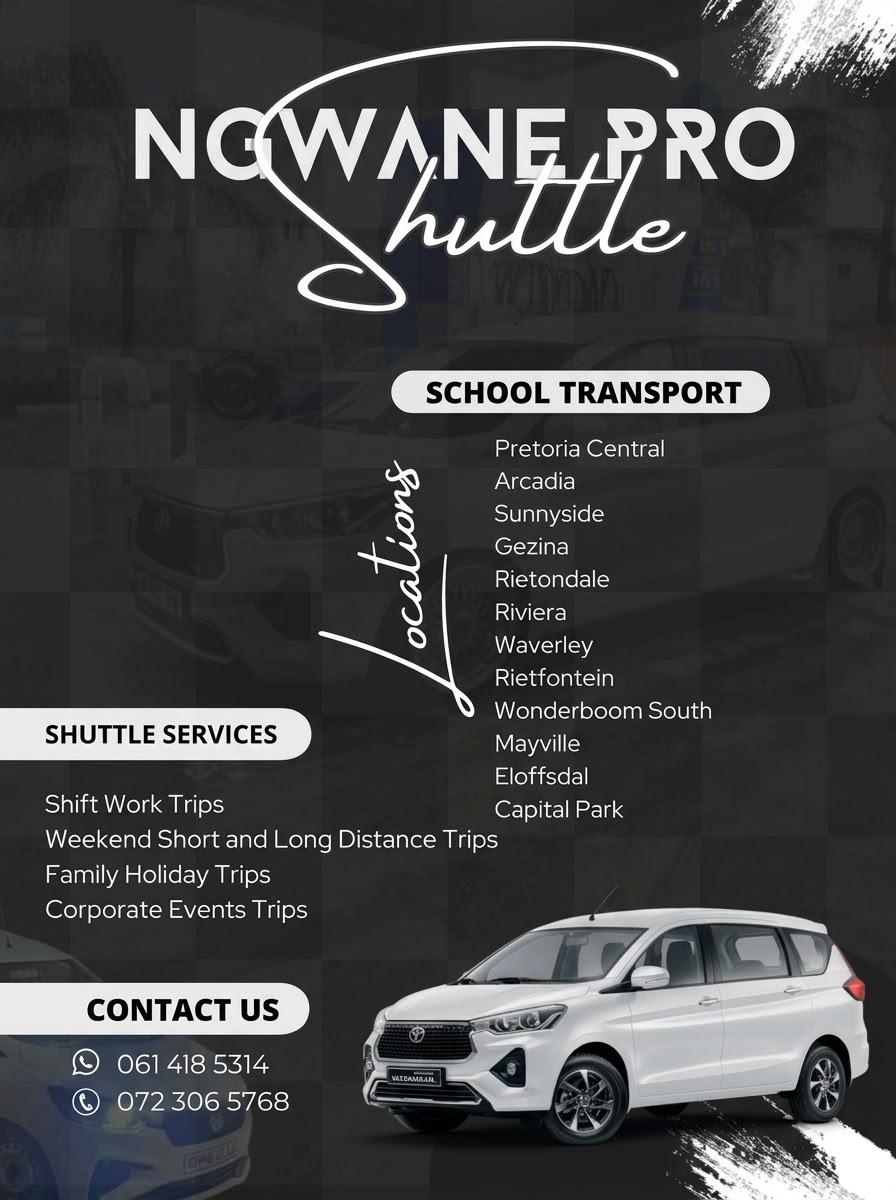 NGWANE PRO
Shuttle
SCHOOL TRANSPORT
Locations
Pretoria Central
Arcadia
Sunnyside
Gezina
Rietondale
Riviera
Waverley
Rietfontein
Wonderboom South
Mayville
Eloffsdal
Capital Park
SHUTTLE SERVICES
Shift Work Trips
Weekend Short and Long Distance Trips
Family Holiday Trips
Corporate Events Trips
CONTACT US
061 418 5314
072 306 5768